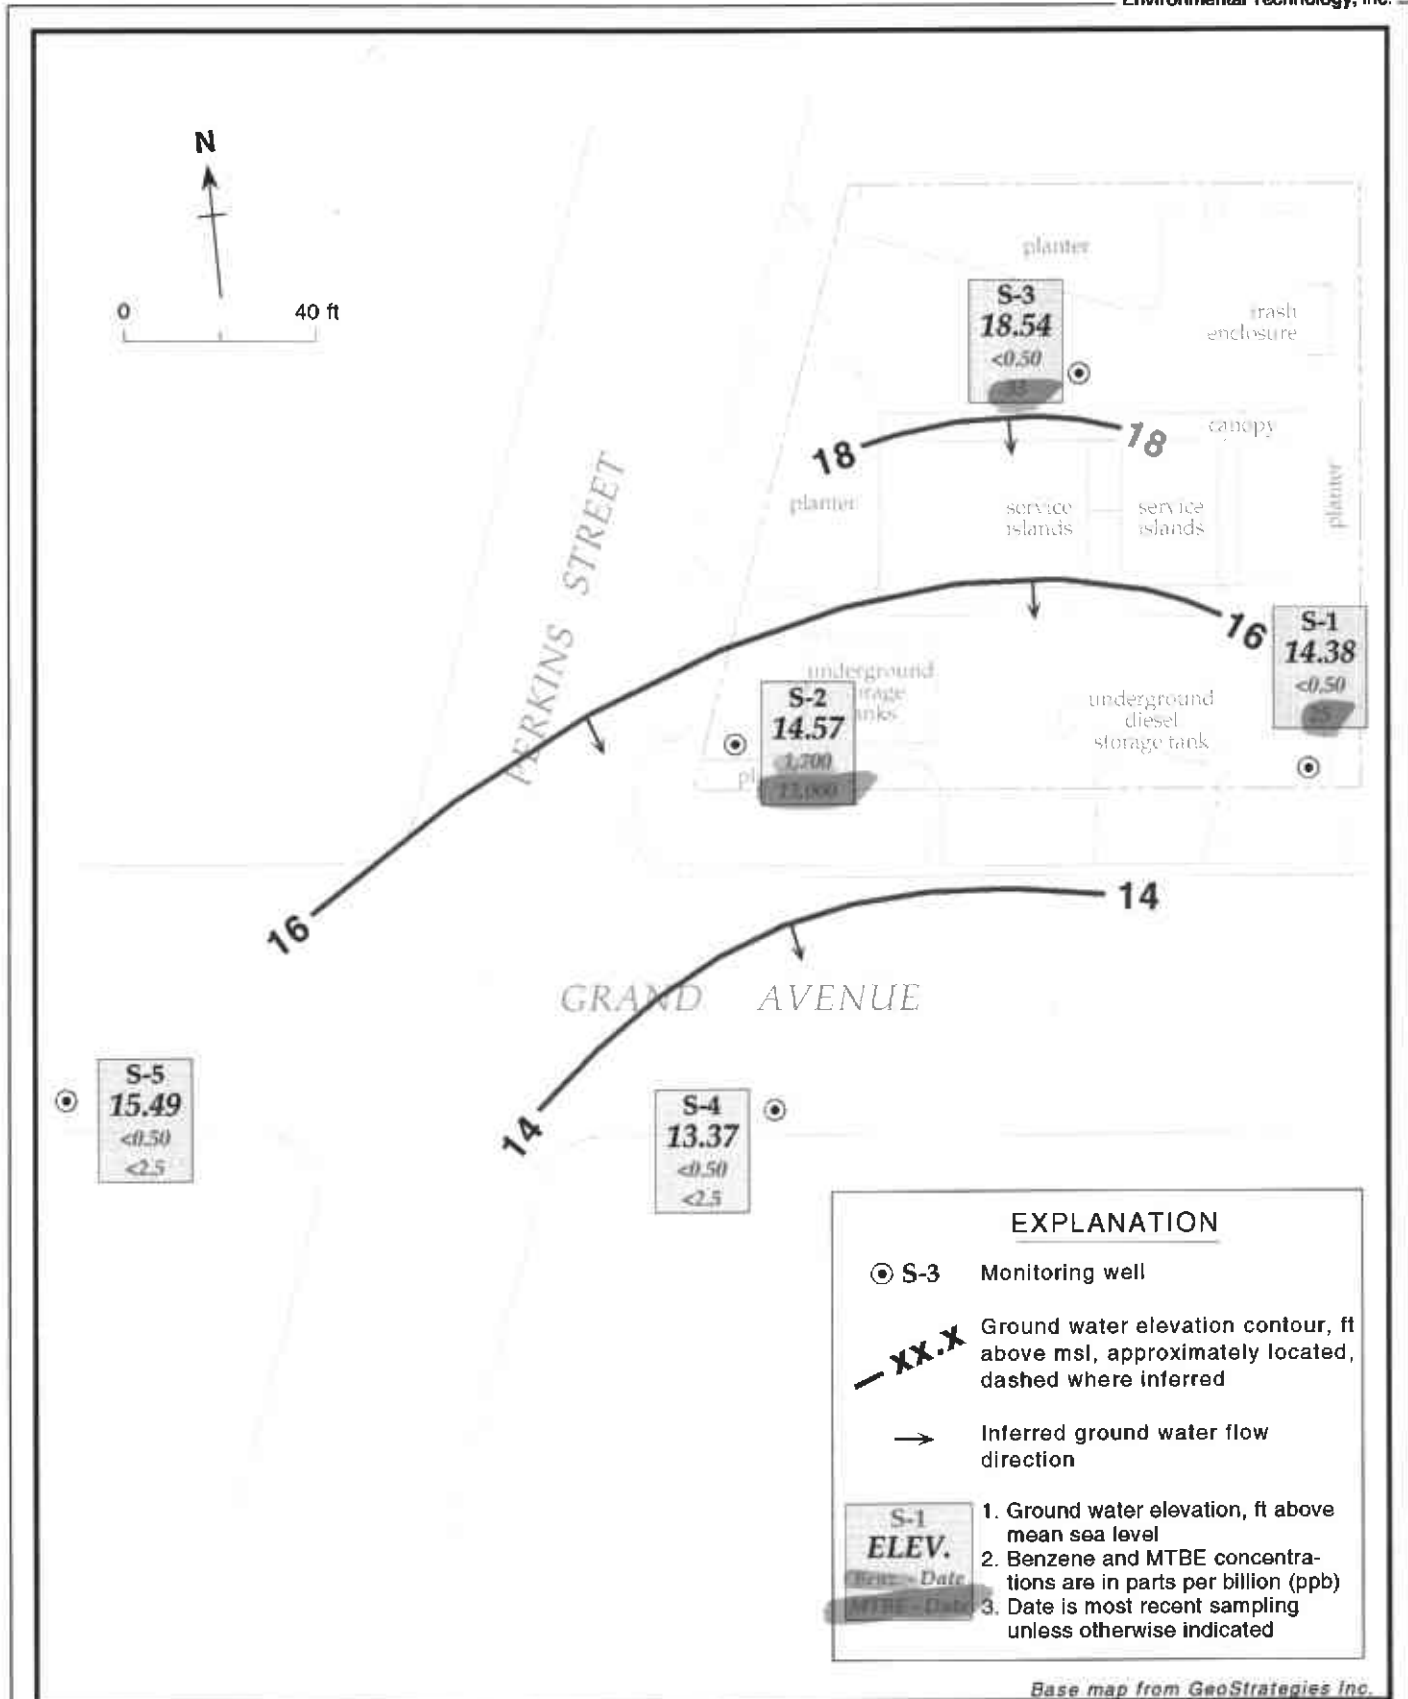 Environmental Technology, Inc.
N
0 40 ft
planter
S-3
18.54
<0.50
trash
enclosure
18
18
canopy
planter
service
islands
service
islands
planter
PERKINS STREET
16
S-1
14.38
<0.50
underground
tanks
S-2
14.57
1,700
underground
diesel
storage tank
16
14
GRAND AVENUE
S-5
15.49
<0.50
<2.5
14
S-4
13.37
<0.50
<2.5
EXPLANATION
S-3 Monitoring well
xx.x
Ground water elevation contour, ft
above msl, approximately located,
dashed where inferred
Inferred ground water flow
direction
S-1
ELEV.
Benz - Date
MTBE - Date
1. Ground water elevation, ft above
mean sea level
2. Benzene and MTBE concentra-
tions are in parts per billion (ppb)
3. Date is most recent sampling
unless otherwise indicated
Base map from GeoStrategies Inc.